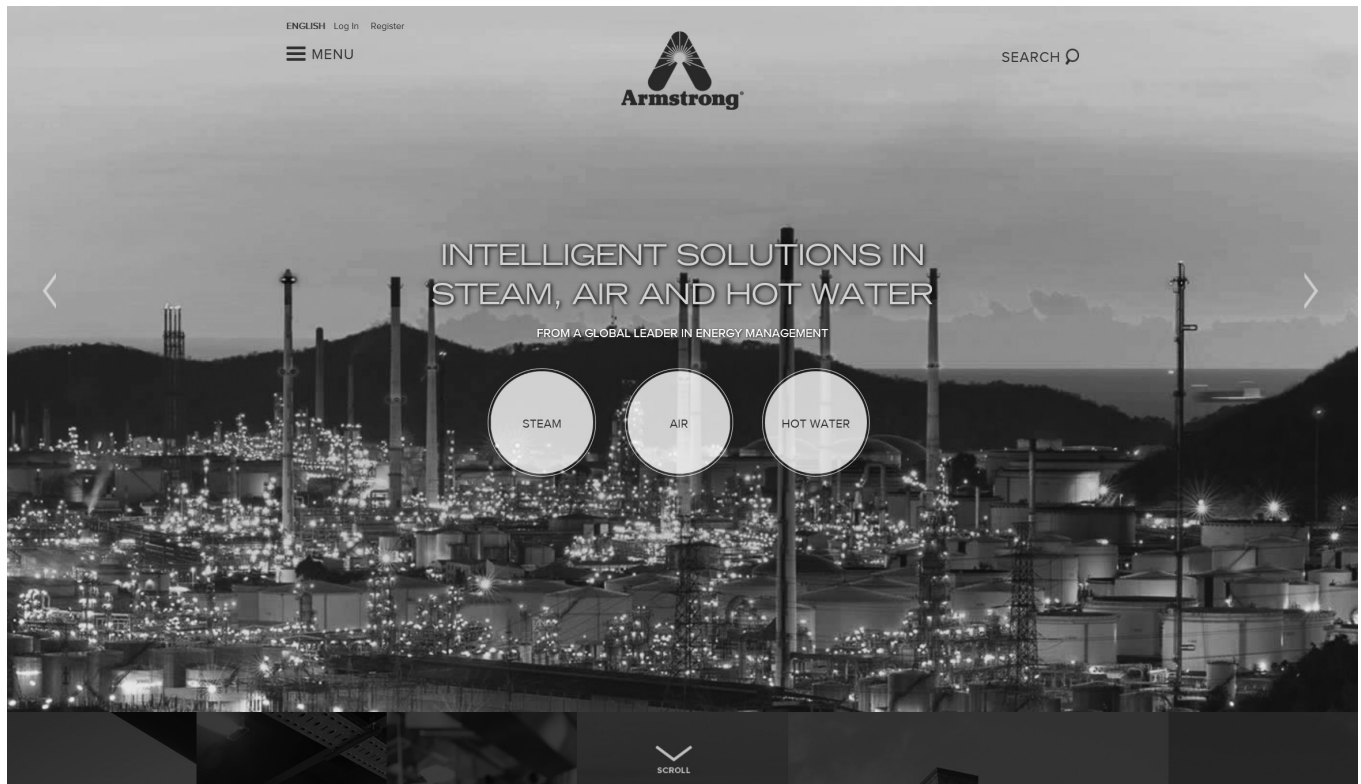 ENGLISH Log In Register
MENU
Armstrong®
SEARCH
INTELLIGENT SOLUTIONS IN
STEAM, AIR AND HOT WATER
FROM A GLOBAL LEADER IN ENERGY MANAGEMENT
STEAM
AIR
HOT WATER
SCROLL